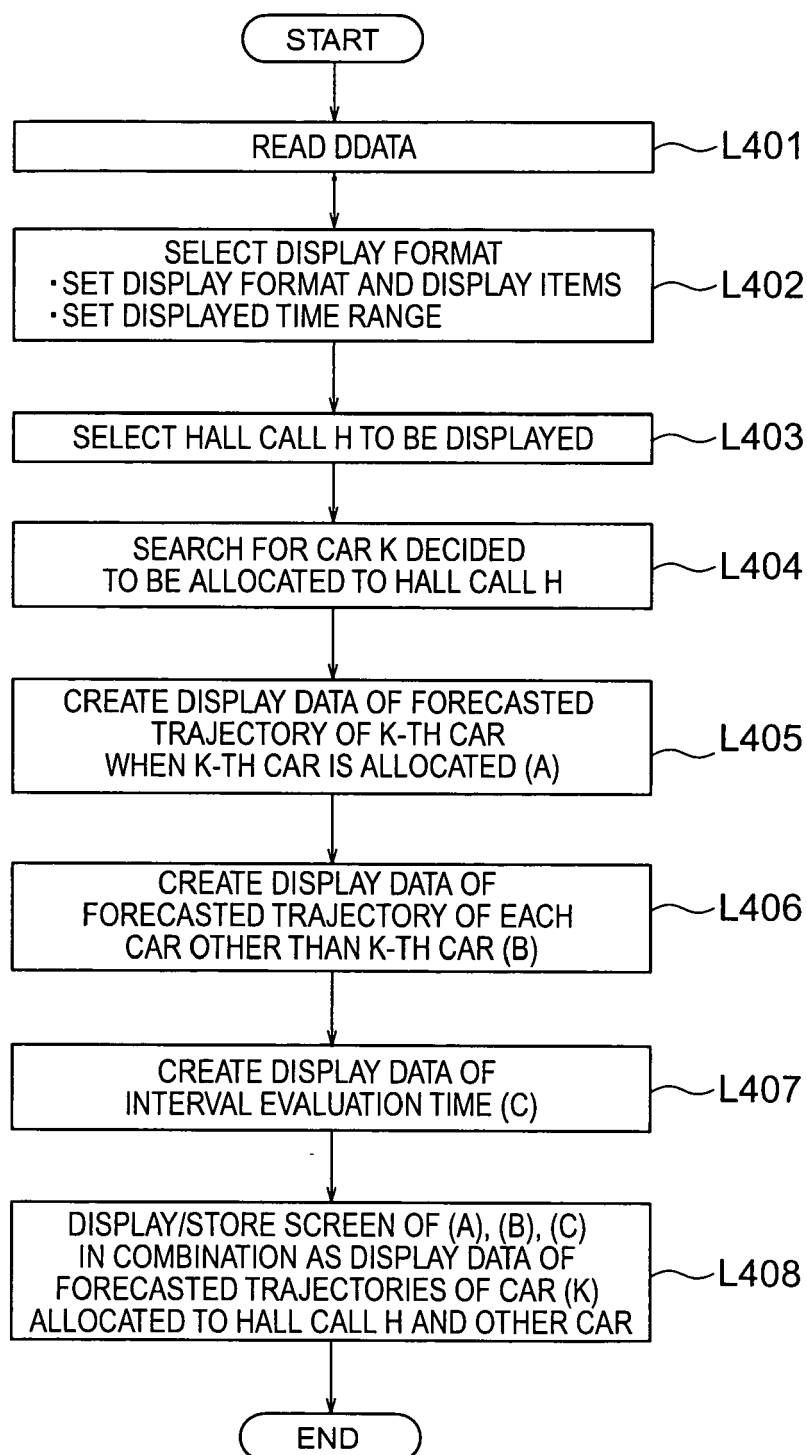 START
READ DDATA
L401
SELECT DISPLAY FORMAT
・SET DISPLAY FORMAT AND DISPLAY ITEMS
・SET DISPLAYED TIME RANGE
L402
SELECT HALL CALL H TO BE DISPLAYED
L403
SEARCH FOR CAR K DECIDED
TO BE ALLOCATED TO HALL CALL H
L404
CREATE DISPLAY DATA OF FORECASTED
TRAJECTORY OF K-TH CAR
WHEN K-TH CAR IS ALLOCATED (A)
L405
CREATE DISPLAY DATA OF
FORECASTED TRAJECTORY OF EACH
CAR OTHER THAN K-TH CAR (B)
L406
CREATE DISPLAY DATA OF
INTERVAL EVALUATION TIME (C)
L407
DISPLAY/STORE SCREEN OF (A), (B), (C)
IN COMBINATION AS DISPLAY DATA OF
FORECASTED TRAJECTORIES OF CAR (K)
ALLOCATED TO HALL CALL H AND OTHER CAR
L408
END